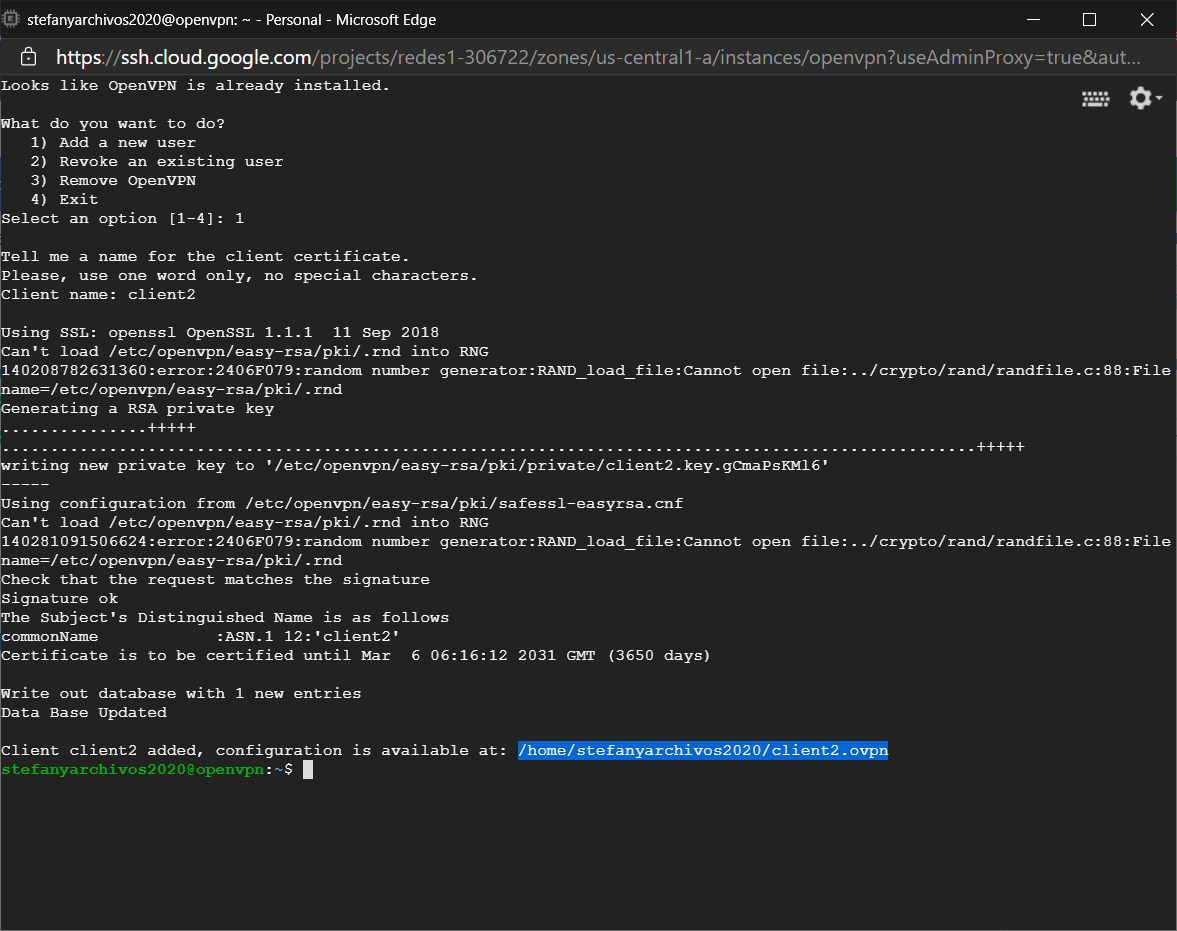 stefanyarchivos2020@openvpn: ~ - Personal - Microsoft Edge
https://ssh.cloud.google.com/projects/redes1-306722/zones/us-central1-a/instances/openvpn?useAdminProxy=true&aut...
Looks like OpenVPN is already installed.
What do you want to do?
   1) Add a new user
   2) Revoke an existing user
   3) Remove OpenVPN
   4) Exit
Select an option [1-4]: 1
Tell me a name for the client certificate.
Please, use one word only, no special characters.
Client name: client2
Using SSL: openssl OpenSSL 1.1.1  11 Sep 2018
Can't load /etc/openvpn/easy-rsa/pki/.rnd into RNG
140208782631360:error:2406F079:random number generator:RAND_load_file:Cannot open file:../crypto/rand/randfile.c:88:File
name=/etc/openvpn/easy-rsa/pki/.rnd
Generating a RSA private key
...............+++++
....................................................................................................+++++
writing new private key to '/etc/openvpn/easy-rsa/pki/private/client2.key.gCmaPsKMl6'
-----
Using configuration from /etc/openvpn/easy-rsa/pki/safessl-easyrsa.cnf
Can't load /etc/openvpn/easy-rsa/pki/.rnd into RNG
140281091506624:error:2406F079:random number generator:RAND_load_file:Cannot open file:../crypto/rand/randfile.c:88:File
name=/etc/openvpn/easy-rsa/pki/.rnd
Check that the request matches the signature
Signature ok
The Subject's Distinguished Name is as follows
commonName            :ASN.1 12:'client2'
Certificate is to be certified until Mar  6 06:16:12 2031 GMT (3650 days)
Write out database with 1 new entries
Data Base Updated
Client client2 added, configuration is available at: /home/stefanyarchivos2020/client2.ovpn
stefanyarchivos2020@openvpn:~$